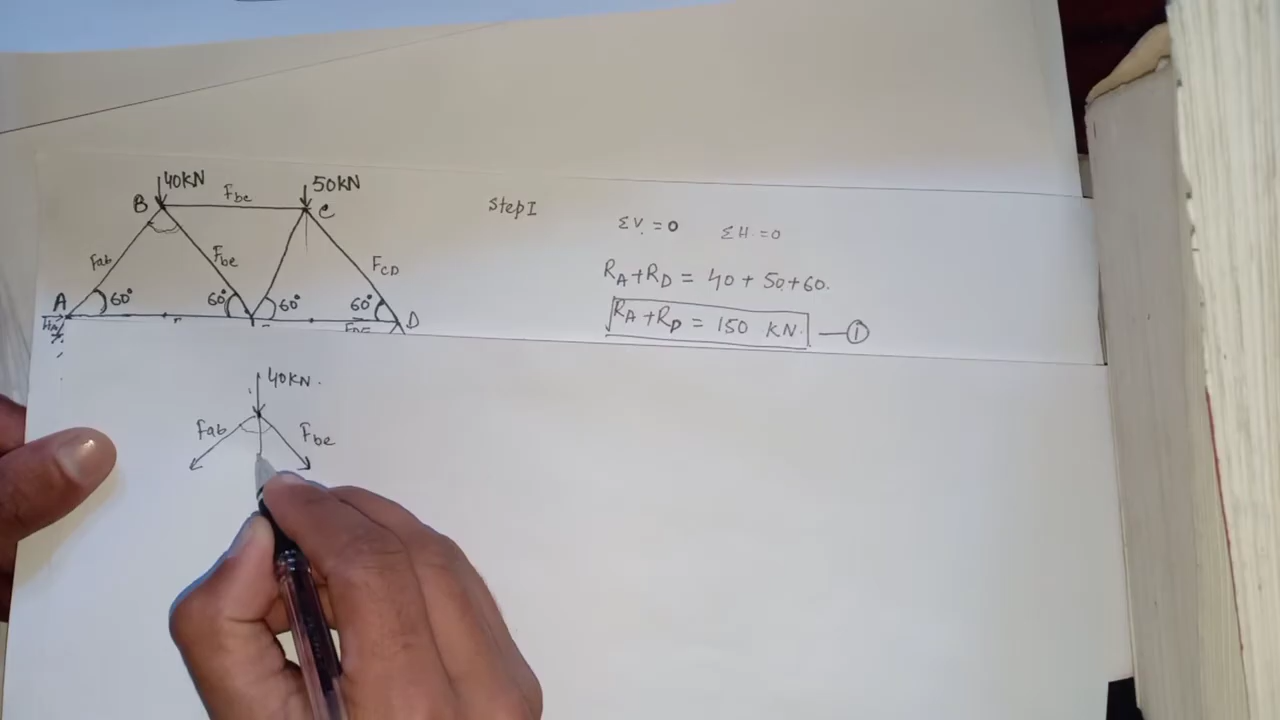 40KN
50KN
Fbe
B
C
Fab
Fbe
FCD
A
60°
60°
60°
60°
D
StepI
ΣV. = 0
ΣH. = 0
RA+RD = 40 + 50 + 60.
RA+RD = 150 KN. — ①
40KN.
Fab
Fbe